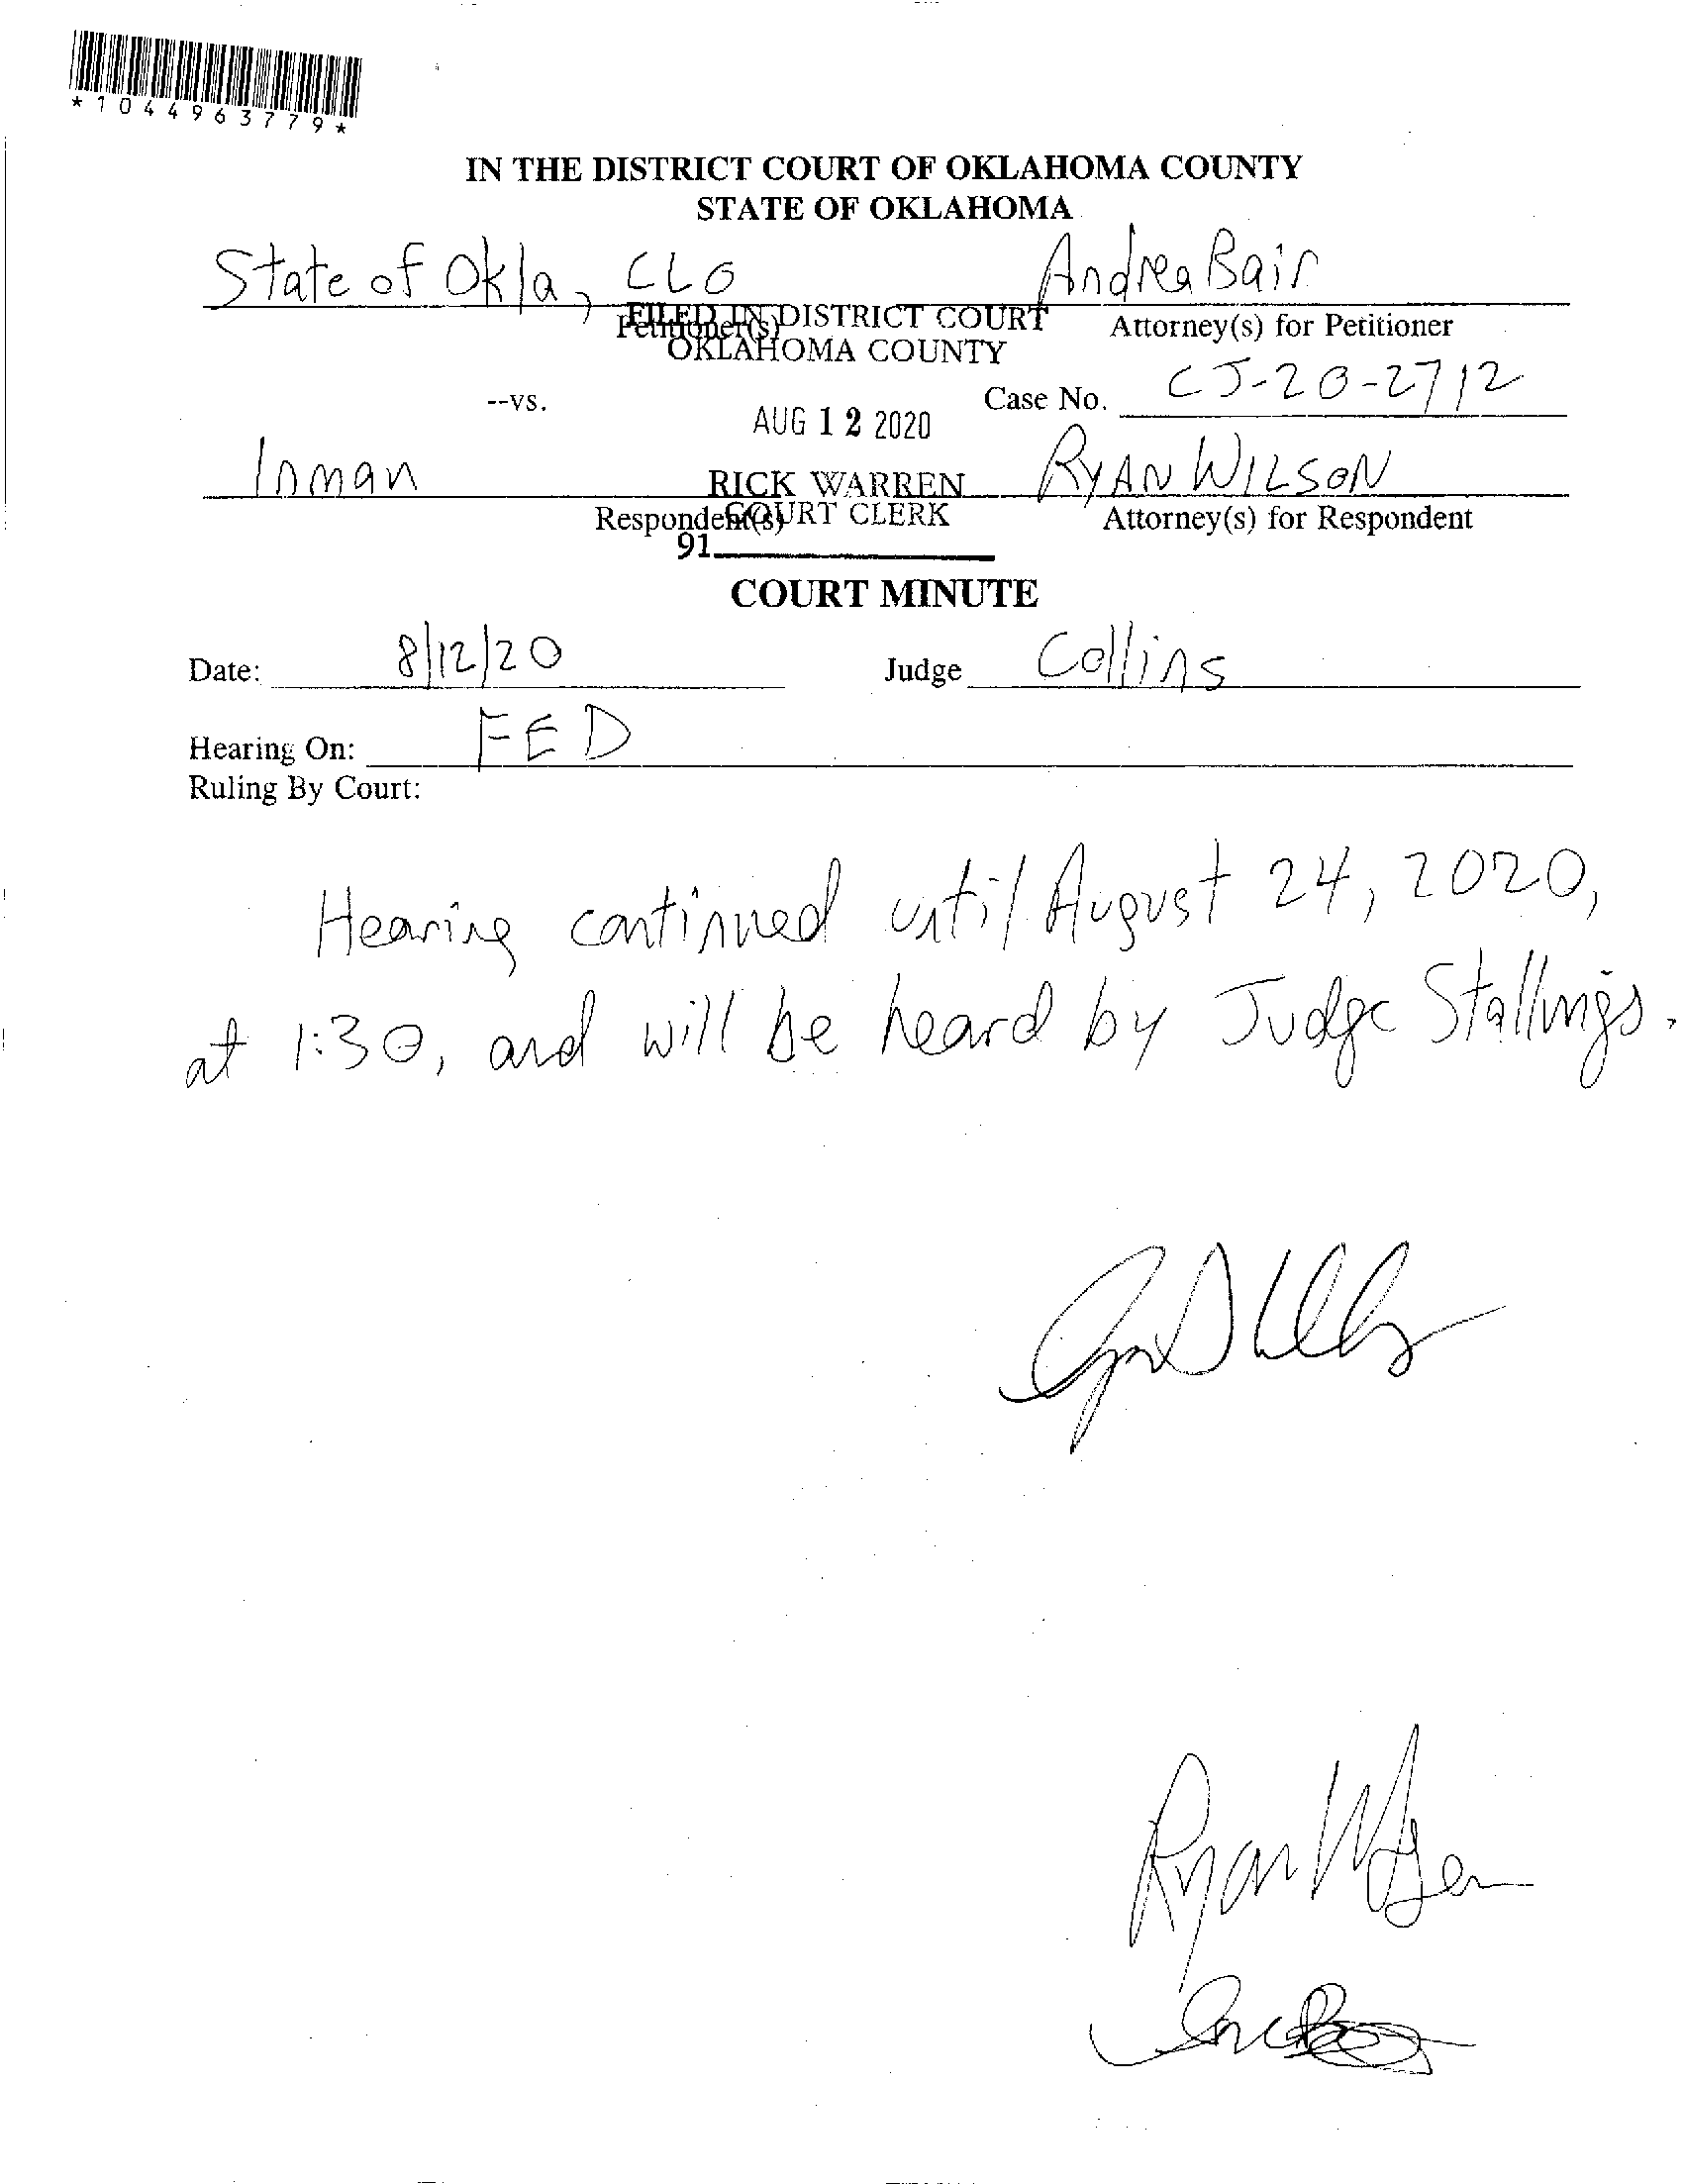 *1044963779*
IN THE DISTRICT COURT OF OKLAHOMA COUNTY
STATE OF OKLAHOMA
State of Okla, CLO
Andrea Bair
Petitioner(s)
FILED IN DISTRICT COURT
OKLAHOMA COUNTY
Attorney(s) for Petitioner
--vs.
Case No. CJ-20-2712
AUG 12 2020
Inman
RICK WARREN
COURT CLERK
RYAN WILSON
Respondent(s)
Attorney(s) for Respondent
91
COURT MINUTE
Date: 8/12/20
Judge Collins
Hearing On: FED
Ruling By Court:
Hearing continued until August 24, 2020,
at 1:30, and will be heard by Judge Stallings.
Ryan Wilson